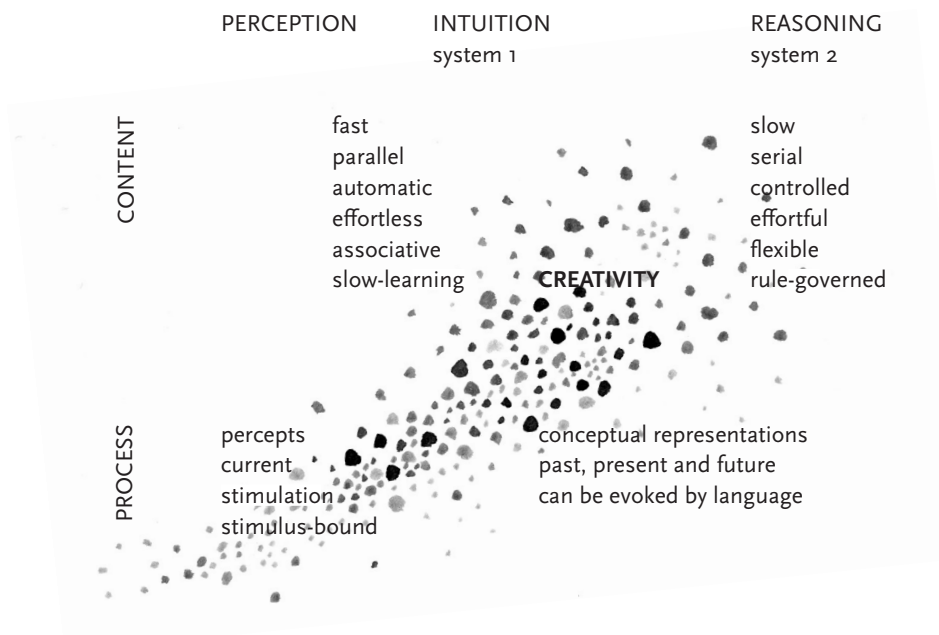 PERCEPTION
INTUITION
system 1
REASONING
system 2
CONTENT
fast
parallel
automatic
effortless
associative
slow-learning
CREATIVITY
slow
serial
controlled
effortful
flexible
rule-governed
PROCESS
percepts
current
stimulation
stimulus-bound
conceptual representations
past, present and future
can be evoked by language